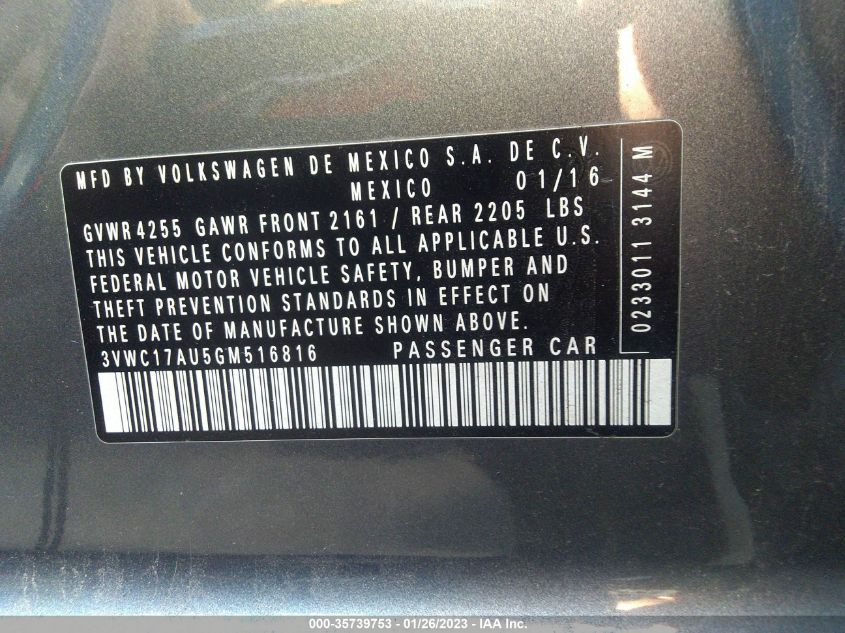 MFD BY VOLKSWAGEN DE MEXICO S.A. DE C.V.
MEXICO 01/16
GVWR 4255 GAWR FRONT 2161 / REAR 2205 LBS
THIS VEHICLE CONFORMS TO ALL APPLICABLE U.S.
FEDERAL MOTOR VEHICLE SAFETY, BUMPER AND
THEFT PREVENTION STANDARDS IN EFFECT ON
THE DATE OF MANUFACTURE SHOWN ABOVE.
3VWC17AU5GM516816 PASSENGER CAR
0233011 3144 M
000-35739753 - 01/26/2023 - IAA Inc.